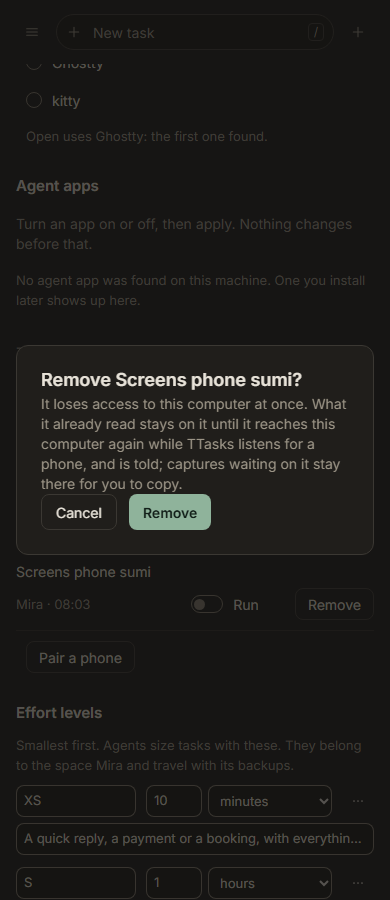 New task /
Ghostty
kitty
Open uses Ghostty: the first one found.
Agent apps
Turn an app on or off, then apply. Nothing changes
before that.
No agent app was found on this machine. One you install
later shows up here.
Remove Screens phone sumi?
It loses access to this computer at once. What
it already read stays on it until it reaches this
computer again while TTasks listens for a
phone, and is told; captures waiting on it stay
there for you to copy.
Cancel Remove
Screens phone sumi
Mira · 08:03 Run Remove
Pair a phone
Effort levels
Smallest first. Agents size tasks with these. They belong
to the space Mira and travel with its backups.
XS 10 minutes ...
A quick reply, a payment or a booking, with everythin...
S 1 hours ...